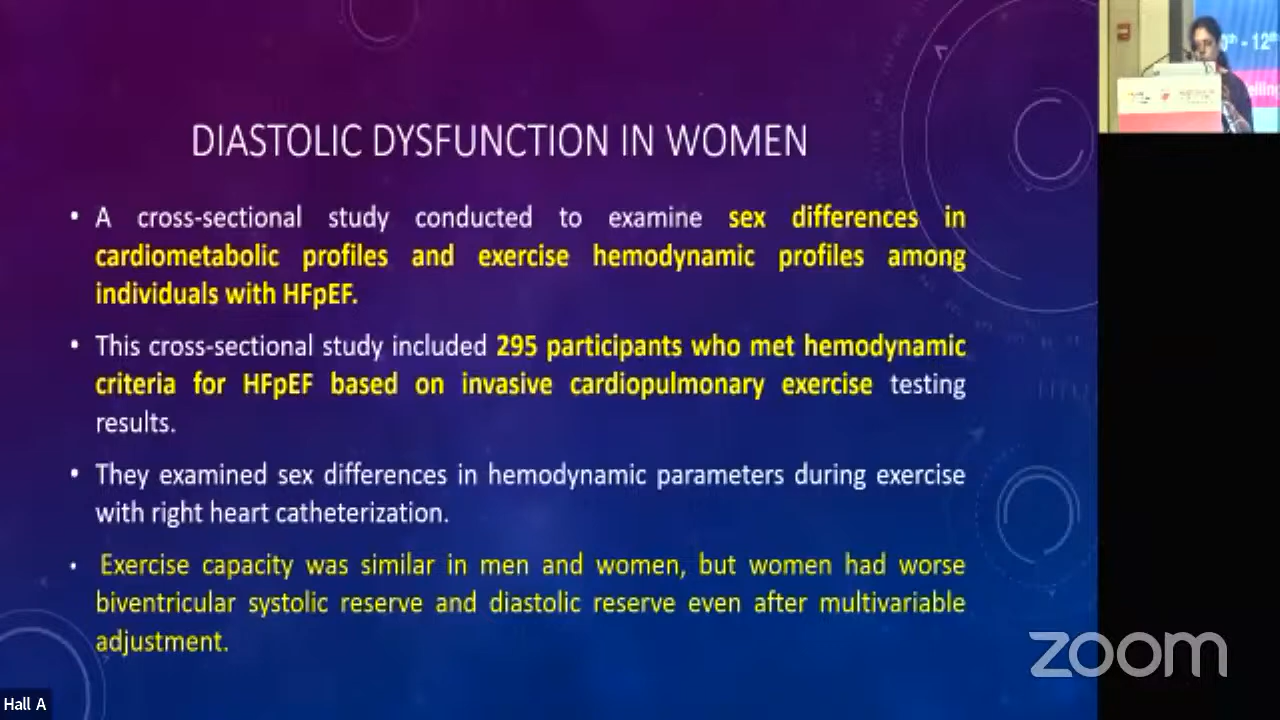 DIASTOLIC DYSFUNCTION IN WOMEN
• A cross-sectional study conducted to examine sex differences in
cardiometabolic profiles and exercise hemodynamic profiles among
individuals with HFpEF.
• This cross-sectional study included 295 participants who met hemodynamic
criteria for HFpEF based on invasive cardiopulmonary exercise testing
results.
• They examined sex differences in hemodynamic parameters during exercise
with right heart catheterization.
• Exercise capacity was similar in men and women, but women had worse
biventricular systolic reserve and diastolic reserve even after multivariable
adjustment.
zoom
Hall A